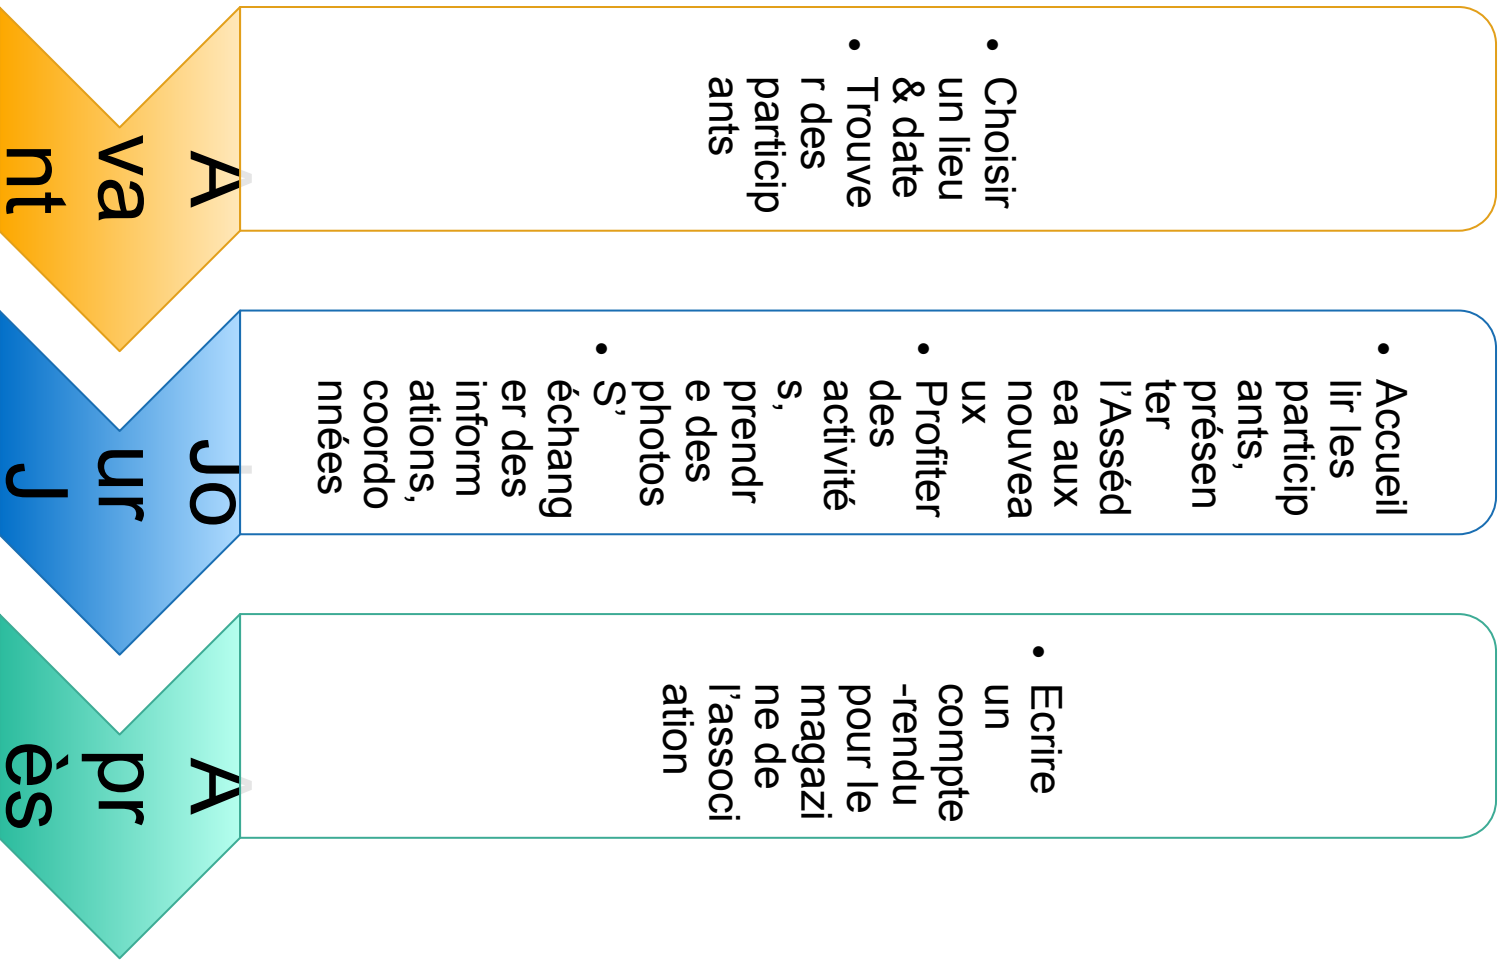 A
va
nt
• Choisir
un lieu
& date
• Trouve
r des
particip
ants
Jo
ur
J
• Accueil
lir les
particip
ants,
présen
ter
l’Asséd
ea aux
nouvea
ux
• Profiter
des
activité
s,
prendr
e des
photos
• S’
échang
er des
inform
ations,
coordo
nnées
A
pr
ès
• Ecrire
un
compte
-rendu
pour le
magazi
ne de
l’associ
ation